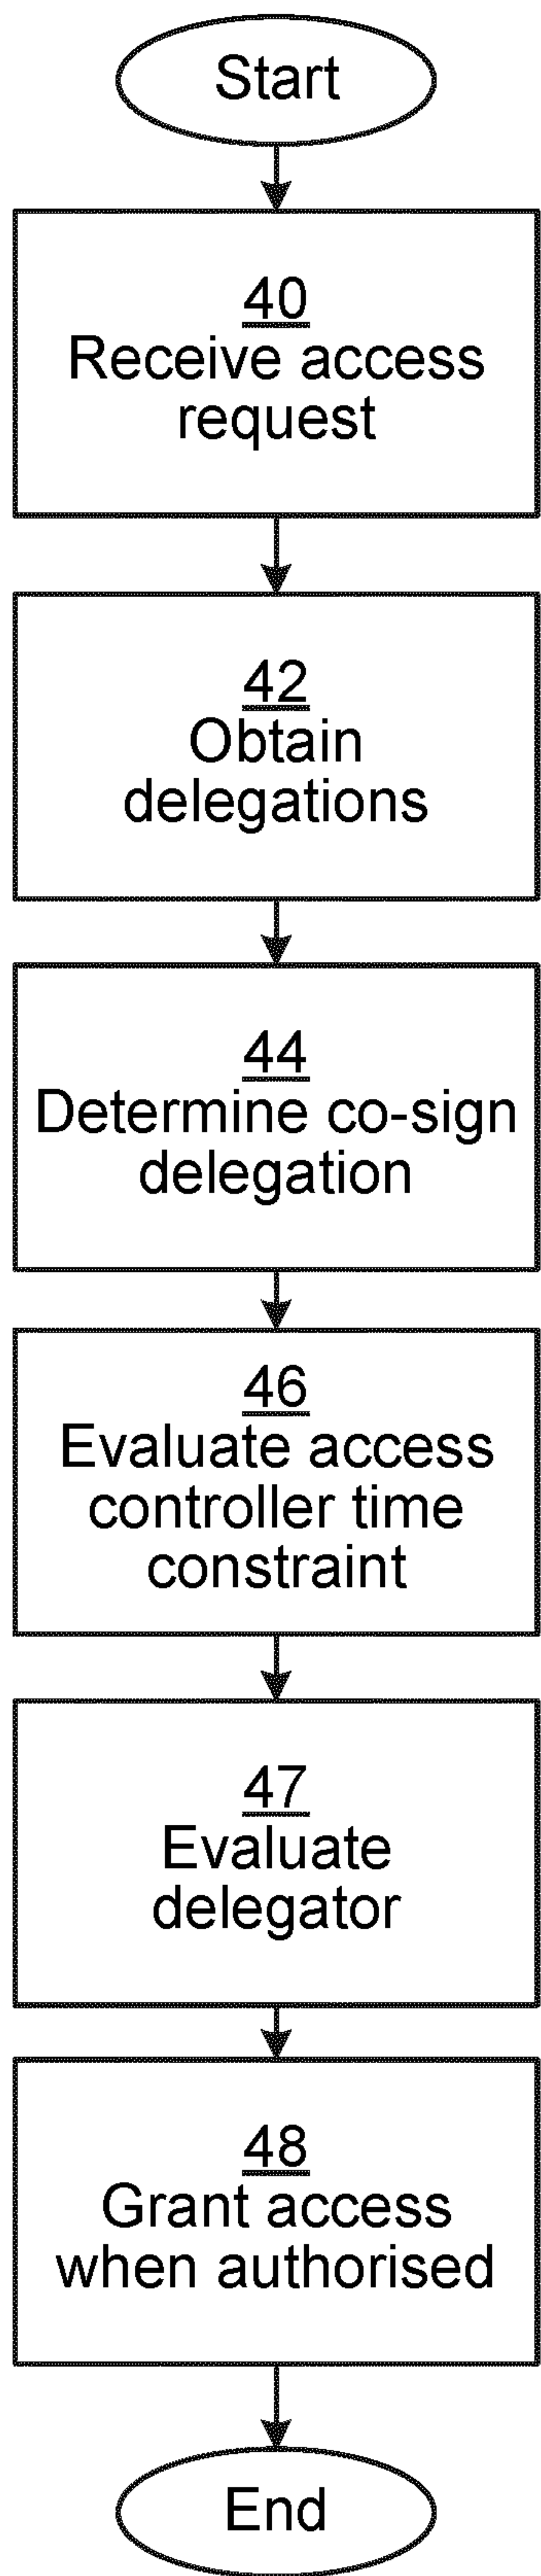 Start
40
Receive access
request
42
Obtain
delegations
44
Determine co-sign
delegation
46
Evaluate access
controller time
constraint
47
Evaluate
delegator
48
Grant access
when authorised
End